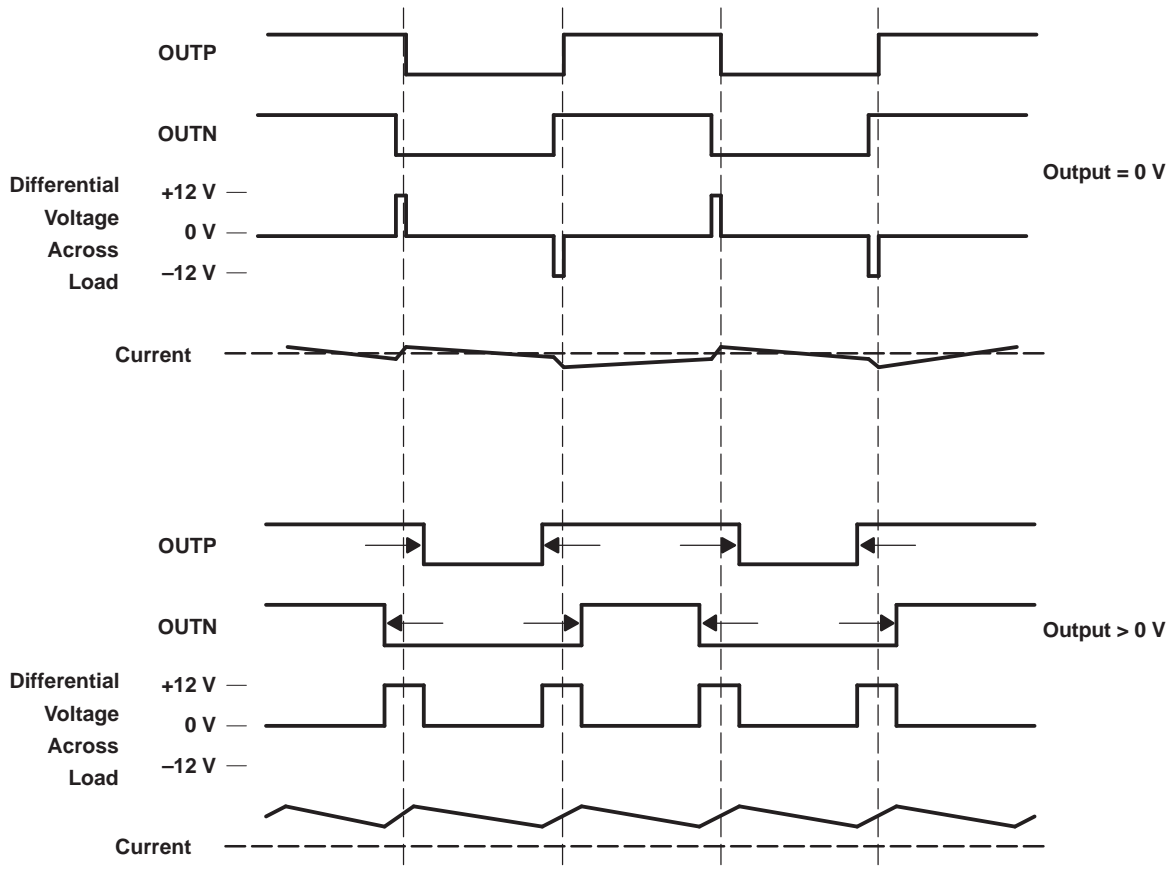 OUTP
OUTN
Output = 0 V
Differential
Voltage
Across
Load
+12 V
0 V
–12 V
Current
OUTP
OUTN
Output > 0 V
Differential
Voltage
Across
Load
+12 V
0 V
–12 V
Current